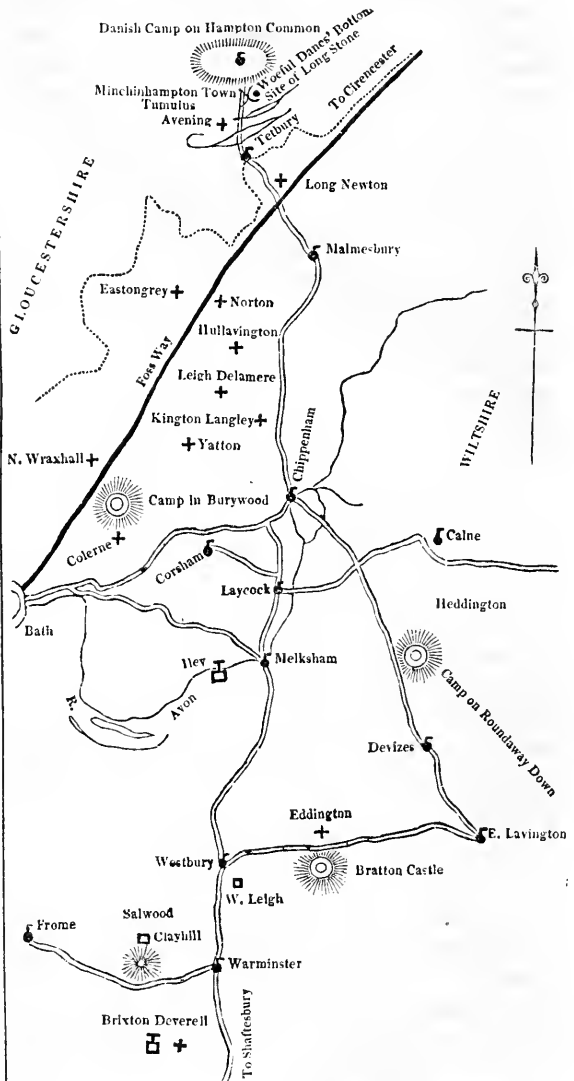 Danish Camp on Hampton Common
Woeful Danes' Bottom
Site of Long Stone
Minchinhampton Town
Tumulus
Avening
To Cirencester
Tetbury
Long Newton
GLOUCESTERSHIRE
Malmesbury
Eastongrey
Norton
Hullavington
Foss Way
Leigh Delamere
Kington Langley
Yatton
WILTSHIRE
N. Wraxhall
Chippenham
Camp in Burywood
Colerne
Corsham
Calne
Laycock
Heddington
Bath
Iley
Melksham
R.
Avon
Camp on Roundaway Down
Devizes
Eddington
E. Lavington
Westbury
Bratton Castle
W. Leigh
Frome
Salwood
Clayhill
Warminster
Brixton Deverell
To Shaftesbury